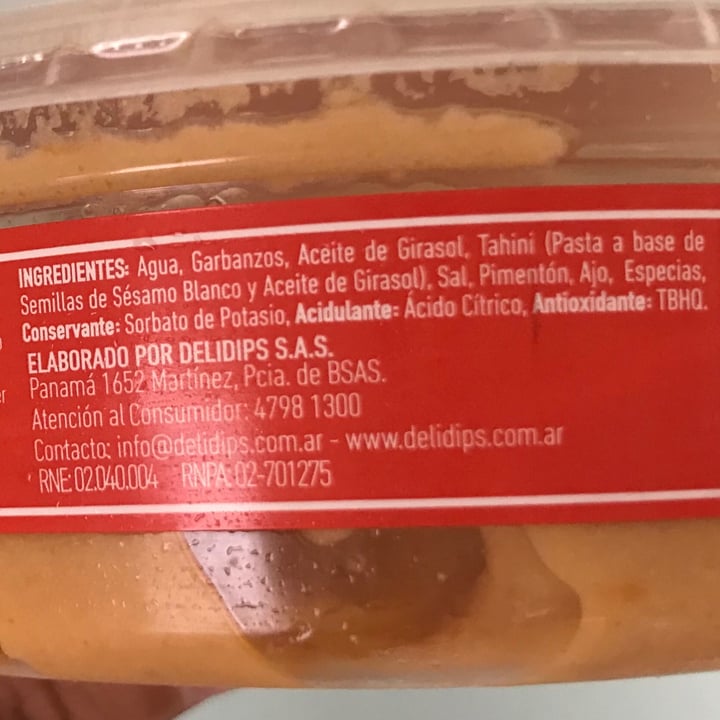 INGREDIENTES: Agua, Garbanzos, Aceite de Girasol, Tahini (Pasta a base de
Semillas de Sésamo Blanco y Aceite de Girasol), Sal, Pimentón, Ajo, Especias,
Conservante: Sorbato de Potasio, Acidulante: Ácido Cítrico, Antioxidante: TBHQ.
ELABORADO POR DELIDIPS S.A.S.
Panamá 1652 Martínez, Pcia. de BSAS.
Atención al Consumidor: 4798 1300
Contacto: info@delidips.com.ar - www.delidips.com.ar
RNE: 02.040.004 RNPA: 02-701275